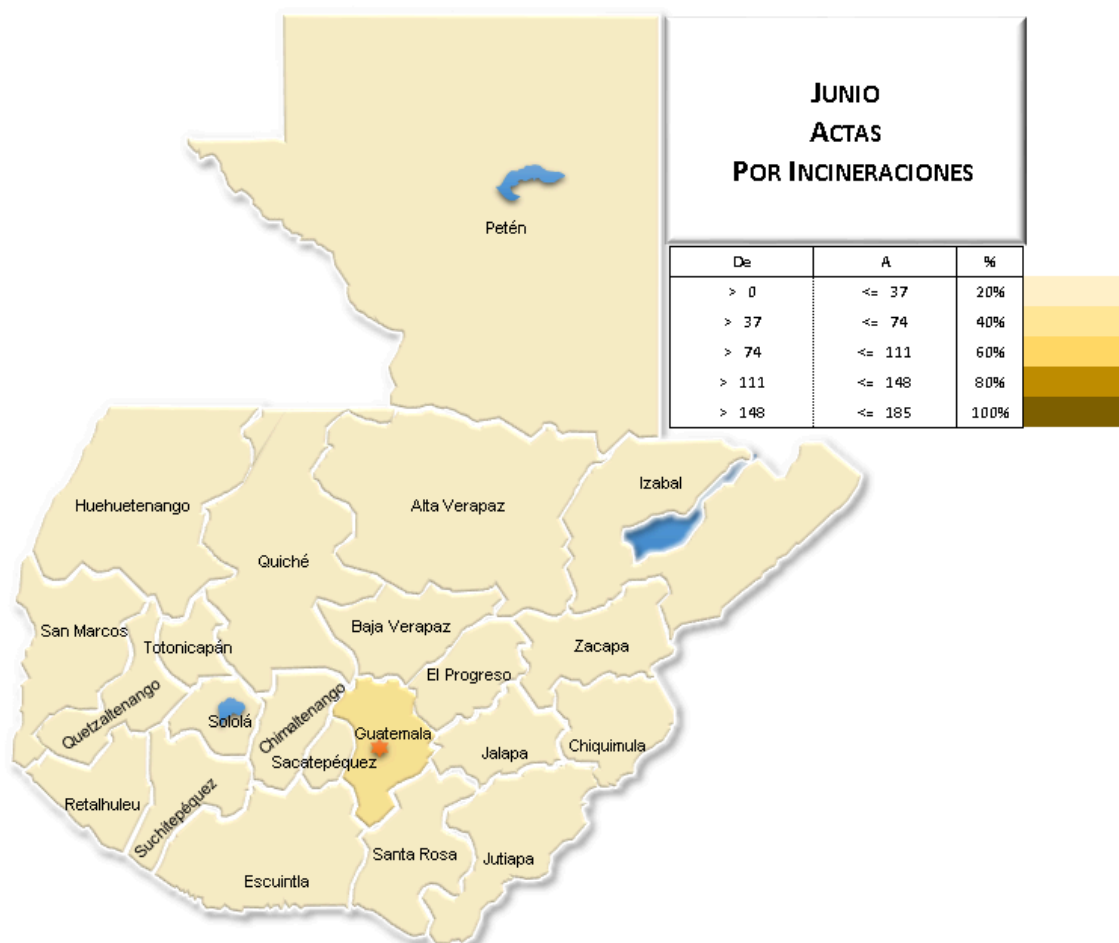 JUNIO
ACTAS
POR INCINERACIONES
De A %
> 0 <= 37 20%
> 37 <= 74 40%
> 74 <= 111 60%
> 111 <= 148 80%
> 148 <= 185 100%
Petén
Izabal
Huehuetenango
Alta Verapaz
Quiché
San Marcos
Totonicapán
Baja Verapaz
Zacapa
El Progreso
Quetzaltenango
Sololá
Chimaltenango
Guatemala
Sacatepéquez
Jalapa
Chiquimula
Retalhuleu
Suchitepéquez
Santa Rosa
Jutiapa
Escuintla